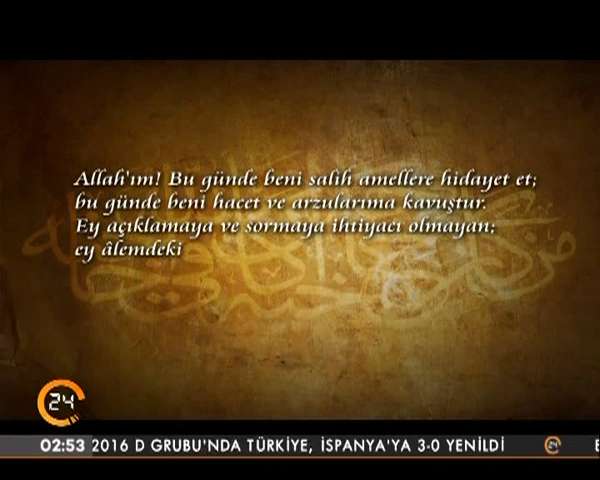 Allah'ım! Bu günde beni salih amellere hidayet et;
bu günde beni hacet ve arzularıma kavuştur.
Ey açıklamaya ve sormaya ihtiyacı olmayan;
ey âlemdeki
24
02:53 2016 D GRUBU'NDA TÜRKİYE, İSPANYA'YA 3-0 YENİLDİ